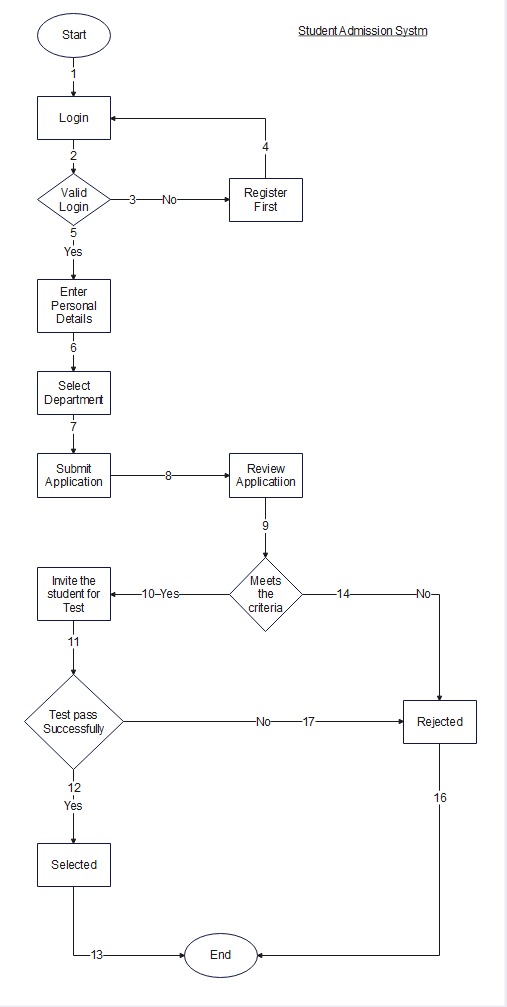 Start
Student Admission Systm
1
Login
2
4
Valid
Login
3
No
Register
First
5
Yes
Enter
Personal
Details
6
Select
Department
7
Submit
Application
8
Review
Applicatiion
9
Invite the
student for
Test
10
Yes
Meets
the
criteria
14
No
11
Test pass
Successfully
No
17
Rejected
12
Yes
16
Selected
13
End